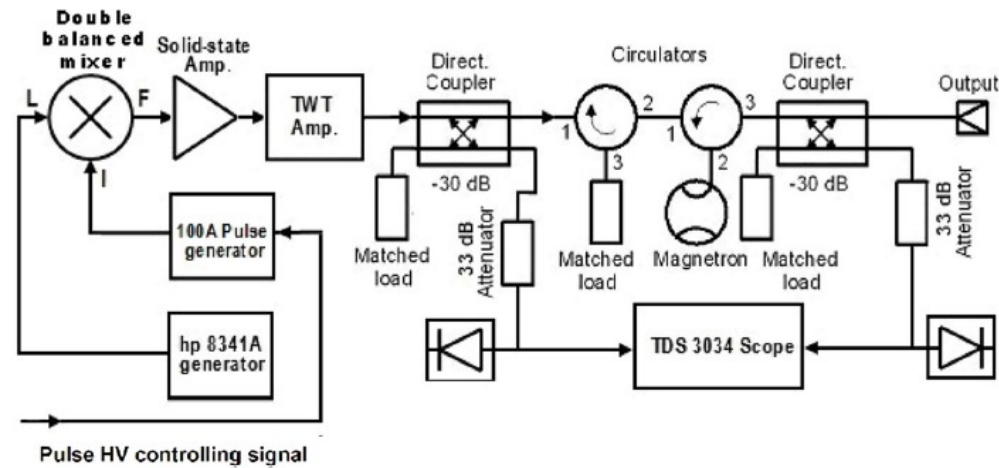 Double
balanced
mixer
L
F
I
Solid-state
Amp.
TWT
Amp.
Direct.
Coupler
-30 dB
Matched
load
33 dB
Attenuator
Circulators
1
2
3
Matched
load
1
3
2
Magnetron
Direct.
Coupler
-30 dB
Matched
load
33 dB
Attenuator
Output
100A Pulse
generator
hp 8341A
generator
TDS 3034 Scope
Pulse HV controlling signal